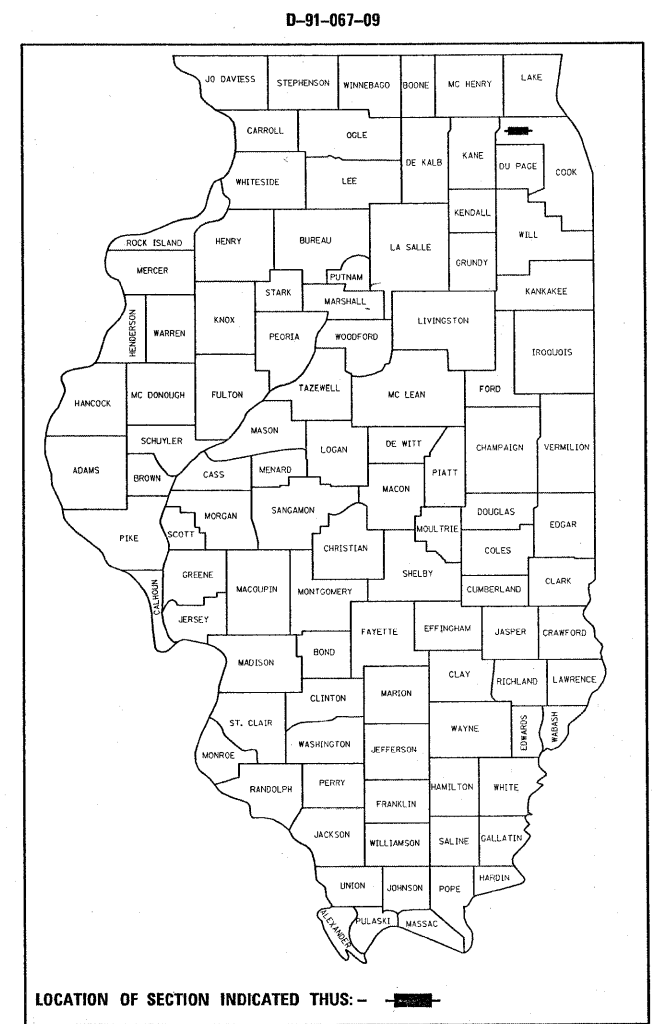 D-91-067-09
JO DAVIESS
STEPHENSON
WINNEBAGO
BOONE
MC HENRY
LAKE
CARROLL
OGLE
DE KALB
KANE
DU PAGE
COOK
WHITESIDE
LEE
KENDALL
WILL
ROCK ISLAND
HENRY
BUREAU
LA SALLE
GRUNDY
MERCER
PUTNAM
STARK
MARSHALL
KANKAKEE
HENDERSON
WARREN
KNOX
PEORIA
WOODFORD
LIVINGSTON
IROQUOIS
HANCOCK
MC DONOUGH
FULTON
TAZEWELL
MC LEAN
FORD
MASON
SCHUYLER
LOGAN
DE WITT
CHAMPAIGN
VERMILION
ADAMS
BROWN
CASS
MENARD
PIATT
MACON
PIKE
SCOTT
MORGAN
SANGAMON
MOULTRIE
DOUGLAS
EDGAR
CHRISTIAN
COLES
GREENE
CALHOUN
MACOUPIN
MONTGOMERY
SHELBY
CUMBERLAND
CLARK
JERSEY
FAYETTE
EFFINGHAM
JASPER
CRAWFORD
MADISON
BOND
CLAY
RICHLAND
LAWRENCE
CLINTON
MARION
ST. CLAIR
WAYNE
EDWARDS
WABASH
WASHINGTON
JEFFERSON
MONROE
RANDOLPH
PERRY
HAMILTON
WHITE
FRANKLIN
JACKSON
WILLIAMSON
SALINE
GALLATIN
UNION
JOHNSON
POPE
HARDIN
ALEXANDER
PULASKI
MASSAC
LOCATION OF SECTION INDICATED THUS: -